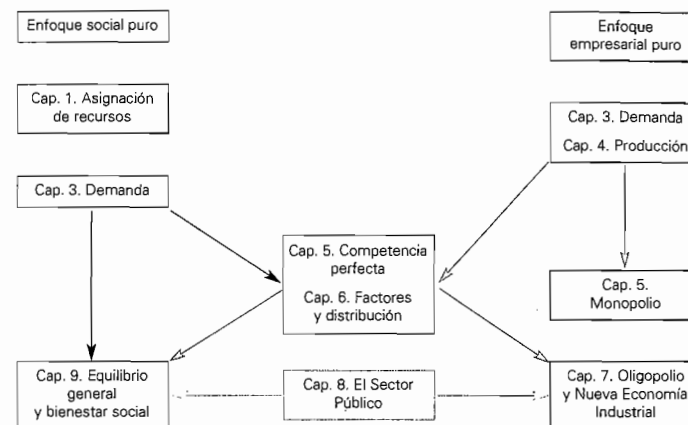 Enfoque social puro
Enfoque
empresarial puro
Cap. 1. Asignación
de recursos
Cap. 3. Demanda
Cap. 4. Producción
Cap. 3. Demanda
Cap. 5. Competencia
perfecta
Cap. 6. Factores
y distribución
Cap. 5.
Monopolio
Cap. 9. Equilibrio
general
y bienestar social
Cap. 8. El Sector
Público
Cap. 7. Oligopolio
y Nueva Economía
Industrial